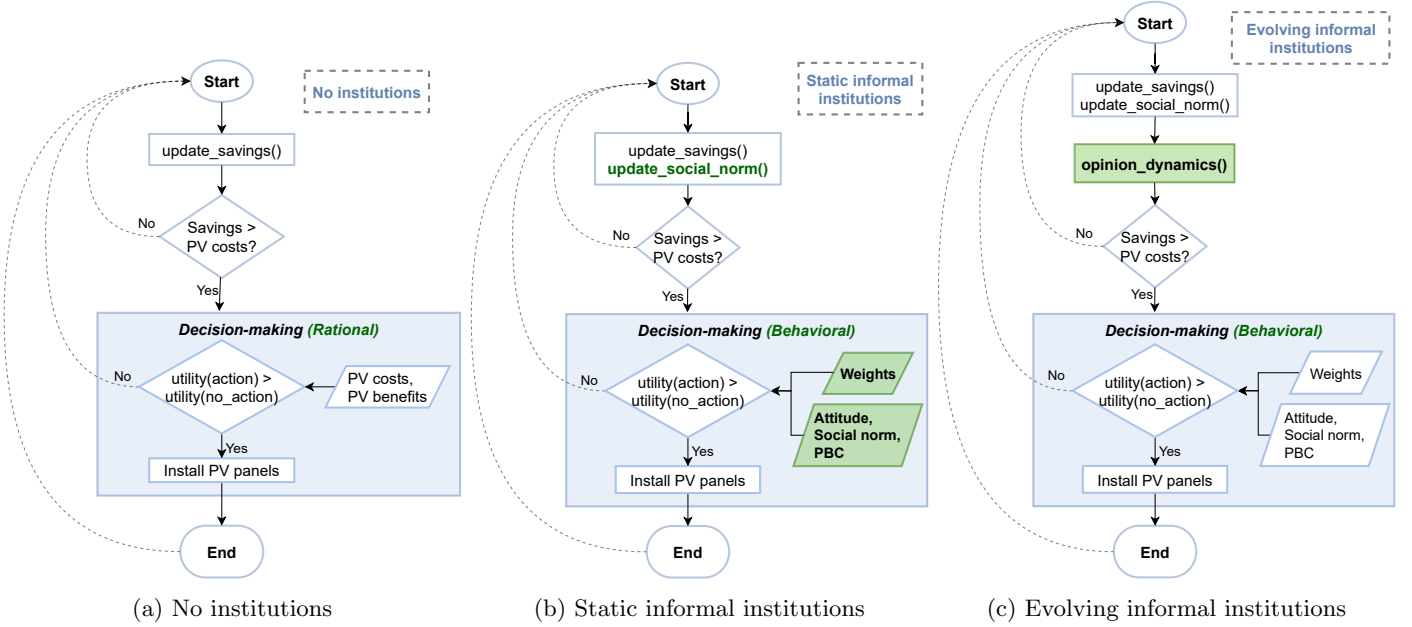 Start
No institutions
update_savings()
No
Savings >
PV costs?
Yes
Decision-making (Rational)
No
utility(action) >
utility(no_action)
PV costs,
PV benefits
Yes
Install PV panels
End
(a) No institutions
Start
Static informal
institutions
update_savings()
update_social_norm()
No
Savings >
PV costs?
Yes
Decision-making (Behavioral)
No
utility(action) >
utility(no_action)
Weights
Attitude,
Social norm,
PBC
Yes
Install PV panels
End
(b) Static informal institutions
Start
Evolving informal
institutions
update_savings()
update_social_norm()
opinion_dynamics()
No
Savings >
PV costs?
Yes
Decision-making (Behavioral)
No
utility(action) >
utility(no_action)
Weights
Attitude,
Social norm,
PBC
Yes
Install PV panels
End
(c) Evolving informal institutions